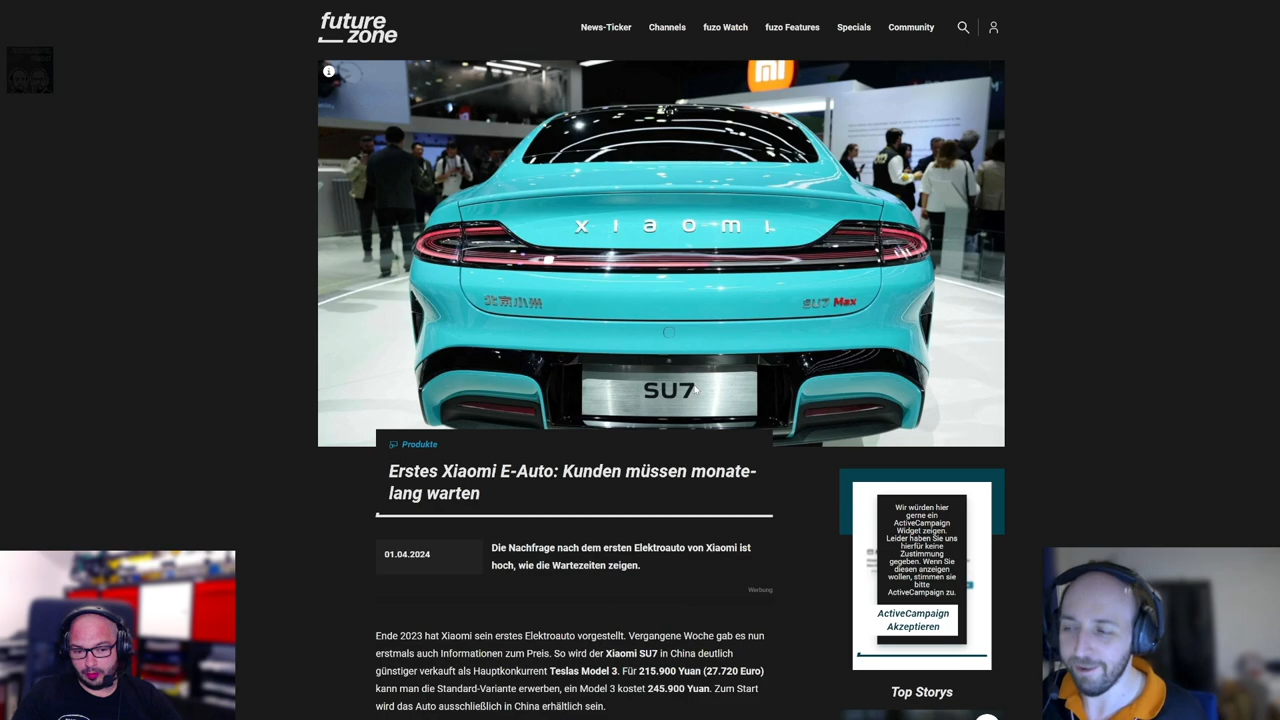 future
zone
News-Ticker
Channels
fuzo Watch
fuzo Features
Specials
Community
xiaomi
北京小米
SU7 Max
SU7
Produkte
Erstes Xiaomi E-Auto: Kunden müssen monate-
lang warten
01.04.2024
Die Nachfrage nach dem ersten Elektroauto von Xiaomi ist
hoch, wie die Wartezeiten zeigen.
Werbung
Ende 2023 hat Xiaomi sein erstes Elektroauto vorgestellt. Vergangene Woche gab es nun
erstmals auch Informationen zum Preis. So wird der Xiaomi SU7 in China deutlich
günstiger verkauft als Hauptkonkurrent Teslas Model 3. Für 215.900 Yuan (27.720 Euro)
kann man die Standard-Variante erwerben, ein Model 3 kostet 245.900 Yuan. Zum Start
wird das Auto ausschließlich in China erhältlich sein.
Wir würden hier
gerne ein
ActiveCampaign
Widget zeigen.
Leider haben Sie uns
hierfür keine
Zustimmung
gegeben. Wenn Sie
diesen anzeigen
wollen, stimmen sie
bitte
ActiveCampaign zu.
ActiveCampaign
Akzeptieren
Top Storys